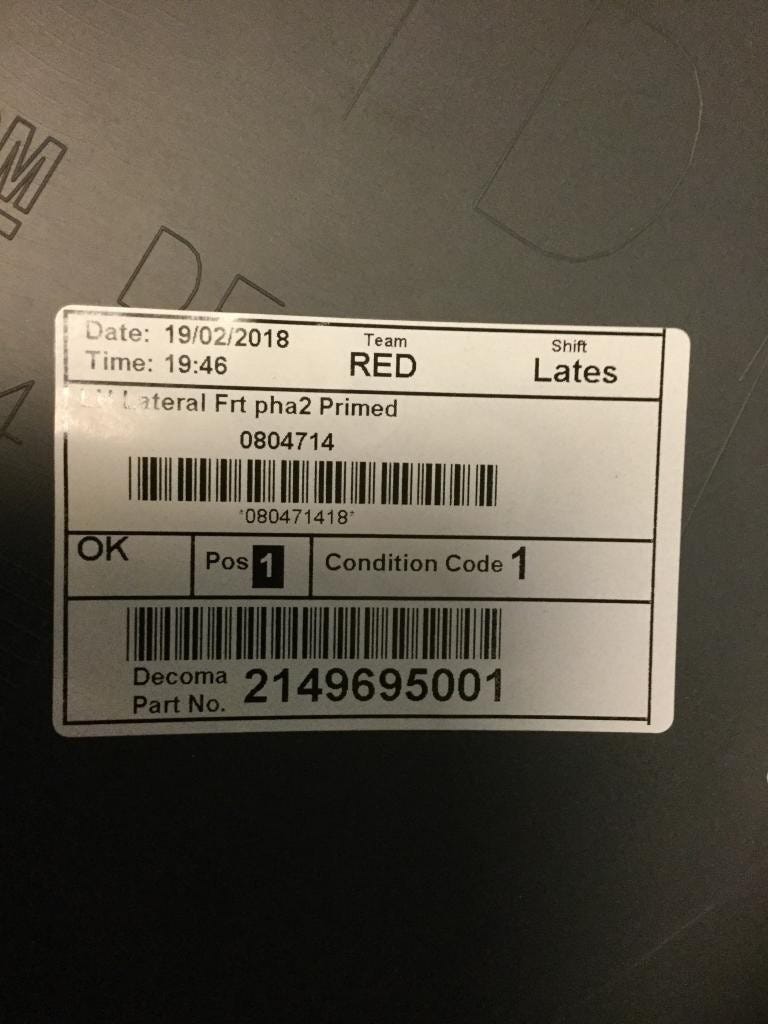 M
DE
Date: 19/02/2018
Time: 19:46
Team
RED
Shift
Lates
Lateral Frt pha2 Primed
0804714
*080471418*
OK
Pos 1
Condition Code 1
Decoma
Part No. 2149695001